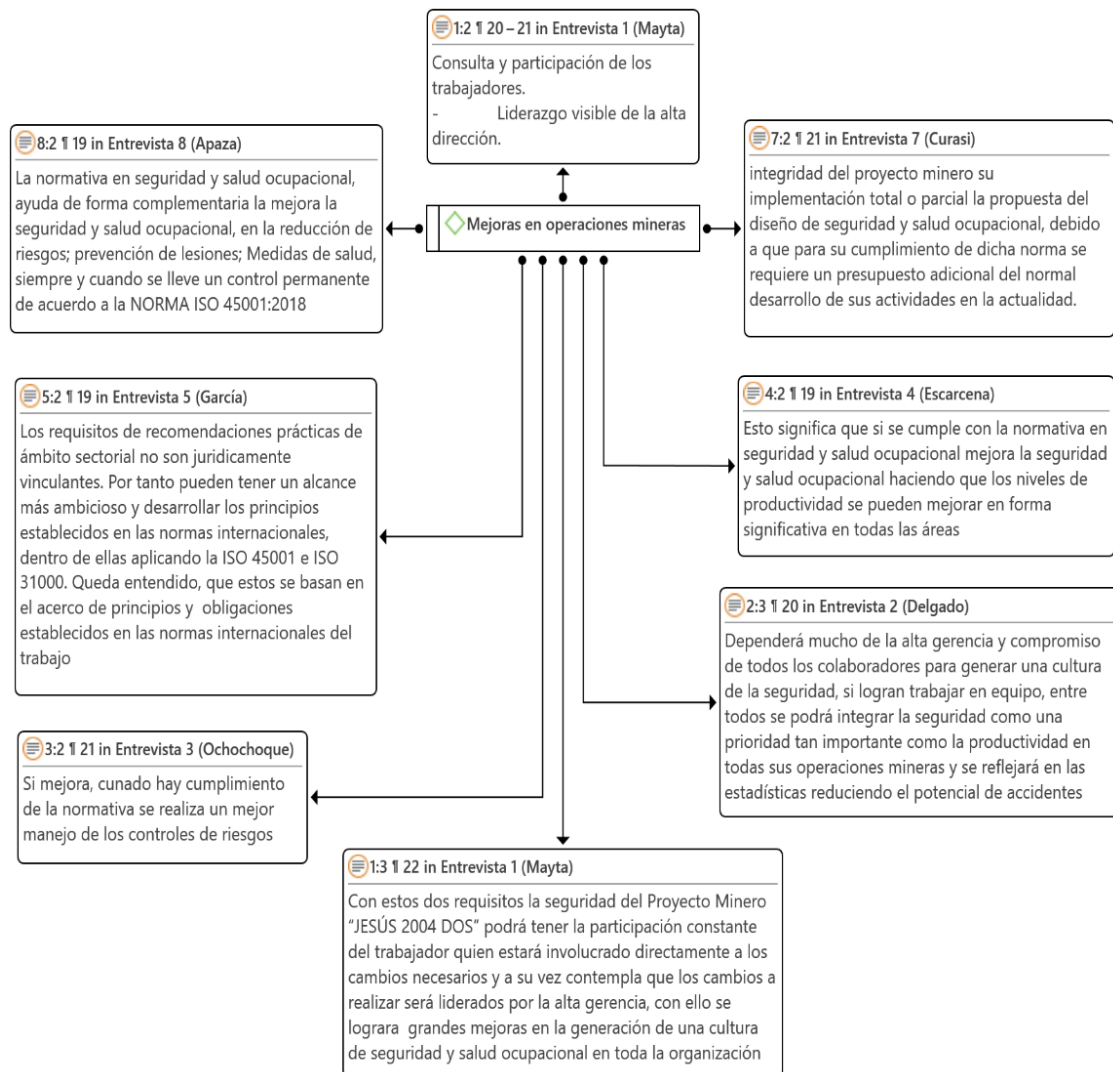 1:2 ¶ 20 – 21 in Entrevista 1 (Mayta)
Consulta y participación de los
trabajadores.
- Liderazgo visible de la alta
dirección.
8:2 ¶ 19 in Entrevista 8 (Apaza)
La normativa en seguridad y salud ocupacional,
ayuda de forma complementaria la mejora la
seguridad y salud ocupacional, en la reducción de
riesgos; prevención de lesiones; Medidas de salud,
siempre y cuando se lleve un control permanente
de acuerdo a la NORMA ISO 45001:2018
Mejoras en operaciones mineras
7:2 ¶ 21 in Entrevista 7 (Curasi)
integridad del proyecto minero su
implementación total o parcial la propuesta del
diseño de seguridad y salud ocupacional, debido
a que para su cumplimiento de dicha norma se
requiere un presupuesto adicional del normal
desarrollo de sus actividades en la actualidad.
5:2 ¶ 19 in Entrevista 5 (García)
Los requisitos de recomendaciones prácticas de
ámbito sectorial no son juridicamente
vinculantes. Por tanto pueden tener un alcance
más ambicioso y desarrollar los principios
establecidos en las normas internacionales,
dentro de ellas aplicando la ISO 45001 e ISO
31000. Queda entendido, que estos se basan en
el acerco de principios y obligaciones
establecidos en las normas internacionales del
trabajo
4:2 ¶ 19 in Entrevista 4 (Escarcena)
Esto significa que si se cumple con la normativa en
seguridad y salud ocupacional mejora la seguridad
y salud ocupacional haciendo que los niveles de
productividad se pueden mejorar en forma
significativa en todas las áreas
2:3 ¶ 20 in Entrevista 2 (Delgado)
Dependerá mucho de la alta gerencia y compromiso
de todos los colaboradores para generar una cultura
de la seguridad, si logran trabajar en equipo, entre
todos se podrá integrar la seguridad como una
prioridad tan importante como la productividad en
todas sus operaciones mineras y se reflejará en las
estadísticas reduciendo el potencial de accidentes
3:2 ¶ 21 in Entrevista 3 (Ochochoque)
Si mejora, cunado hay cumplimiento
de la normativa se realiza un mejor
manejo de los controles de riesgos
1:3 ¶ 22 in Entrevista 1 (Mayta)
Con estos dos requisitos la seguridad del Proyecto Minero
“JESÚS 2004 DOS” podrá tener la participación constante
del trabajador quien estará involucrado directamente a los
cambios necesarios y a su vez contempla que los cambios a
realizar será liderados por la alta gerencia, con ello se
lograra grandes mejoras en la generación de una cultura
de seguridad y salud ocupacional en toda la organización